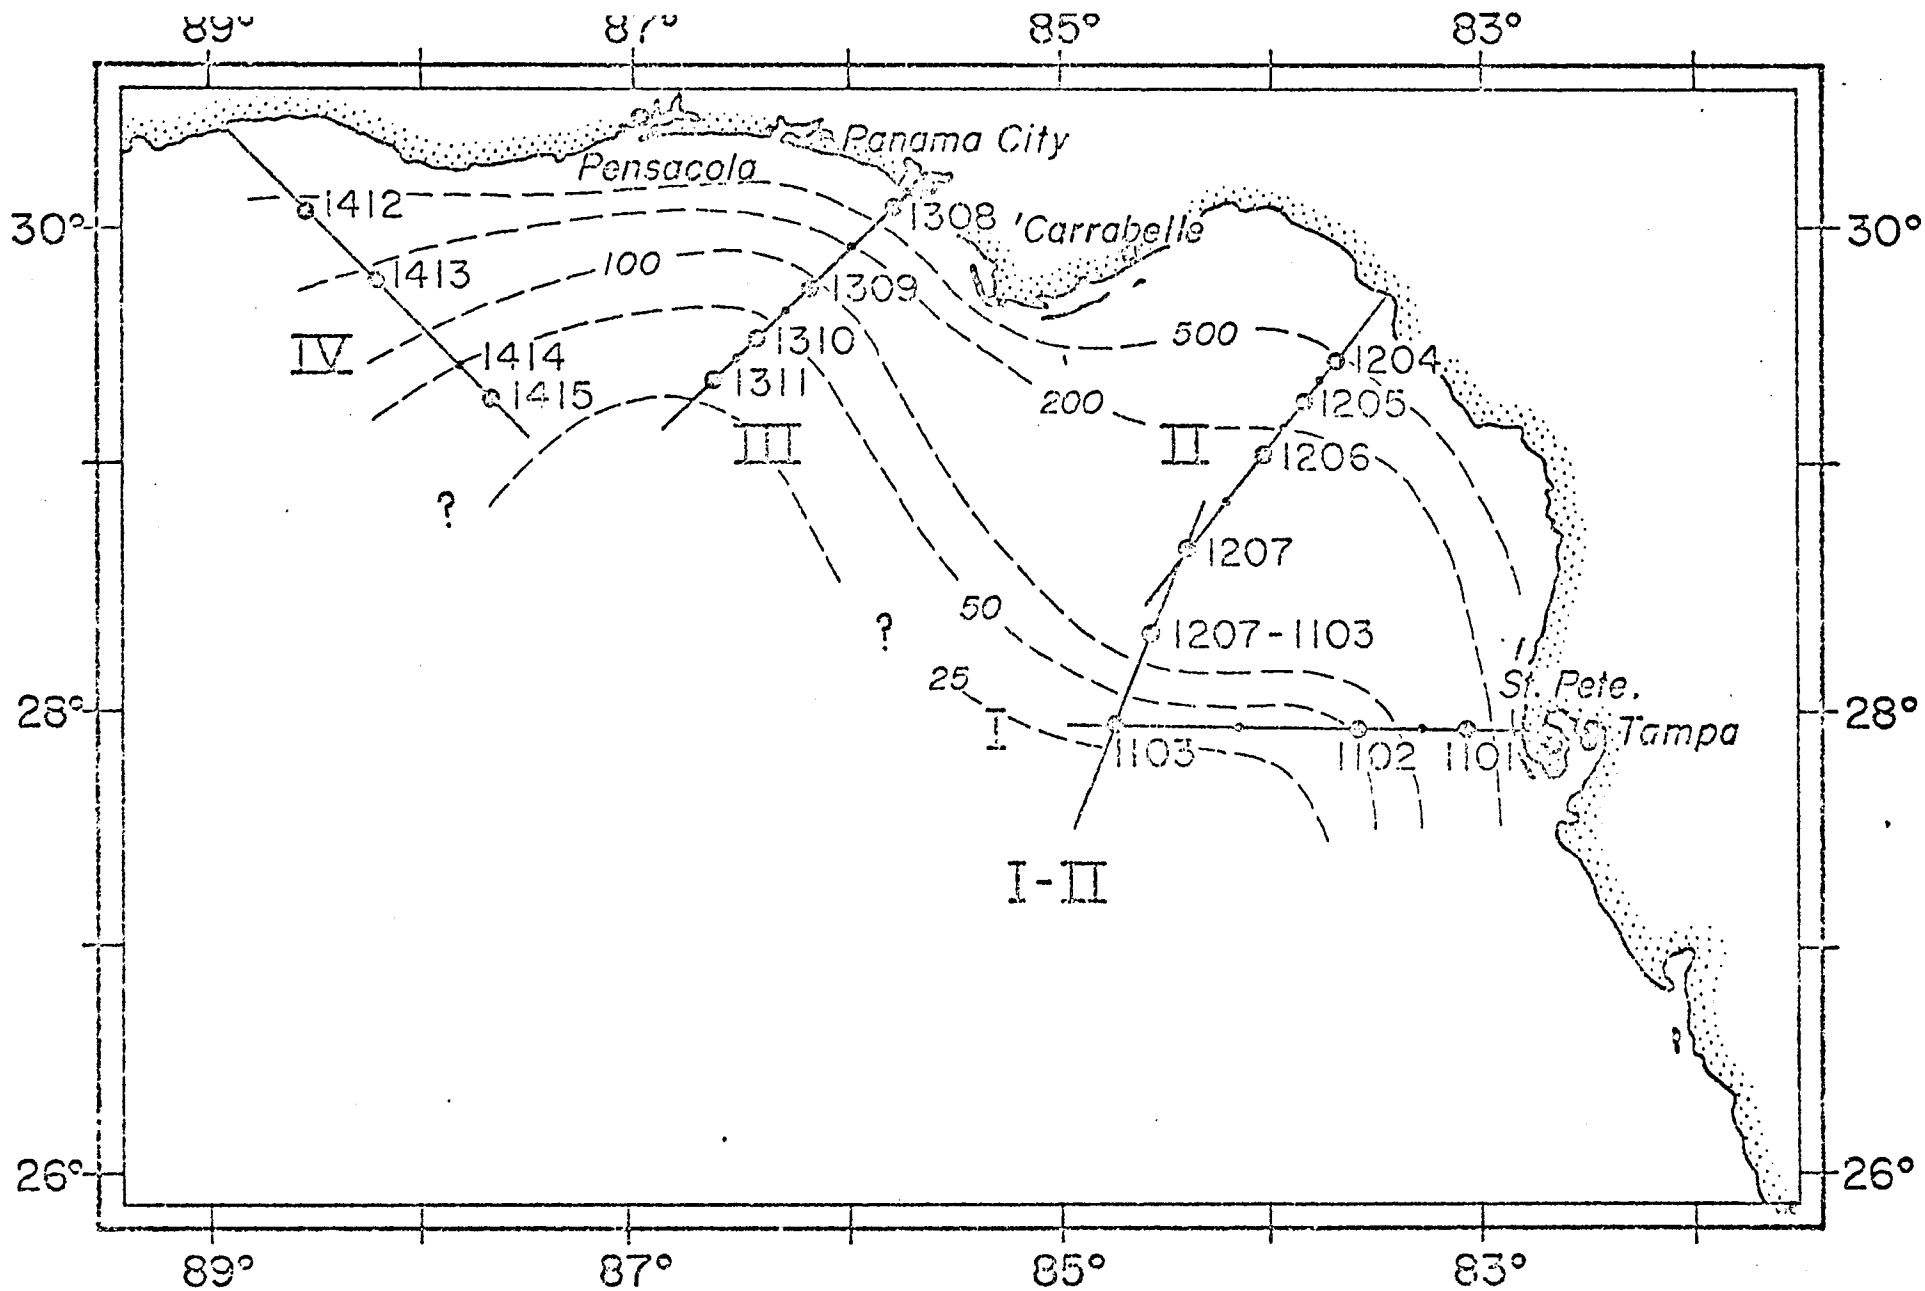 89° 87° 85° 83°
Panama City
Pensacola
1412
1308
'Carrabelle
30° 30°
1413
100
1309
500
IV
1414
1310
1204
1415
1311
200
1205
III
II
1206
?
1207
50
?
1207-1103
25
St. Pete.
28° 28°
I
Tampa
1103
1102
1101
I-II
26° 26°
89° 87° 85° 83°